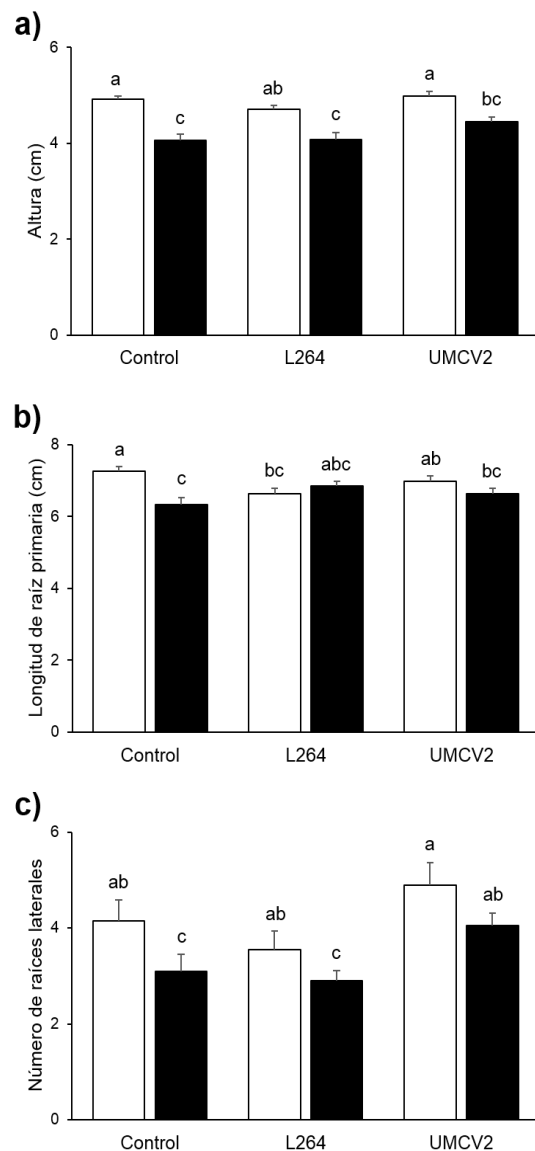 a)
Altura (cm)
6
4
2
0
a
c
ab
c
a
bc
Control
L264
UMCV2
b)
Longitud de raíz primaria (cm)
8
6
4
2
0
a
c
bc
abc
ab
bc
Control
L264
UMCV2
c)
Número de raíces laterales
6
4
2
0
ab
c
ab
c
a
ab
Control
L264
UMCV2